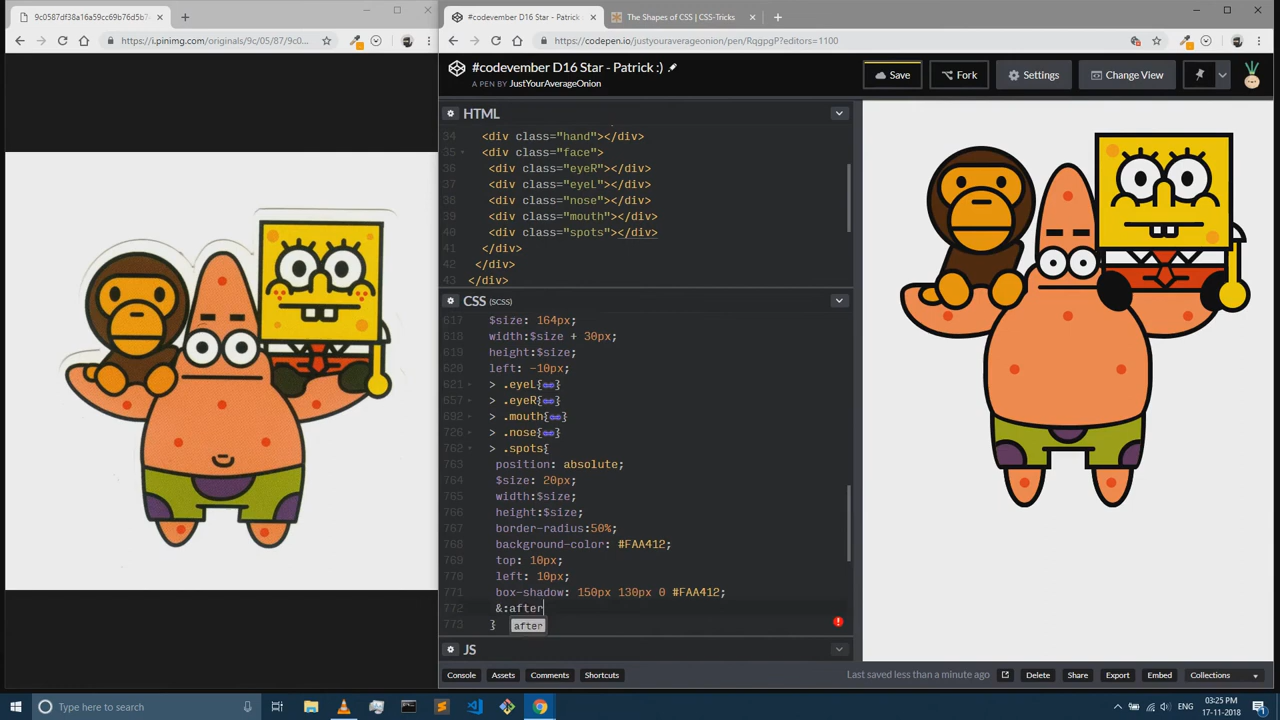 9c0587df38a16a59cc69b76d5b7
https://i.pinimg.com/originals/9c/05/87/9c0...
#codevember D16 Star - Patrick :)
The Shapes of CSS | CSS-Tricks
https://codepen.io/justyouraverageonion/pen/RqgpgP?editors=1100
#codevember D16 Star - Patrick :)
A PEN BY JustYourAverageOnion
Save
Fork
Settings
Change View
HTML
34 <div class="hand"></div>
35 <div class="face">
36 <div class="eyeR"></div>
37 <div class="eyeL"></div>
38 <div class="nose"></div>
39 <div class="mouth"></div>
40 <div class="spots"></div>
41 </div>
42 </div>
43 </div>
CSS (SCSS)
617 $size: 164px;
618 width:$size + 30px;
619 height:$size;
620 left: -10px;
621 > .eyeL{}
657 > .eyeR{}
692 > .mouth{}
726 > .nose{}
762 > .spots{
763 position: absolute;
764 $size: 20px;
765 width:$size;
766 height:$size;
767 border-radius:50%;
768 background-color: #FAA412;
769 top: 10px;
770 left: 10px;
771 box-shadow: 150px 130px 0 #FAA412;
772 &:after
773 }
after
JS
Console
Assets
Comments
Shortcuts
Last saved less than a minute ago
Delete
Share
Export
Embed
Collections
Type here to search
ENG
03:25 PM
17-11-2018
1